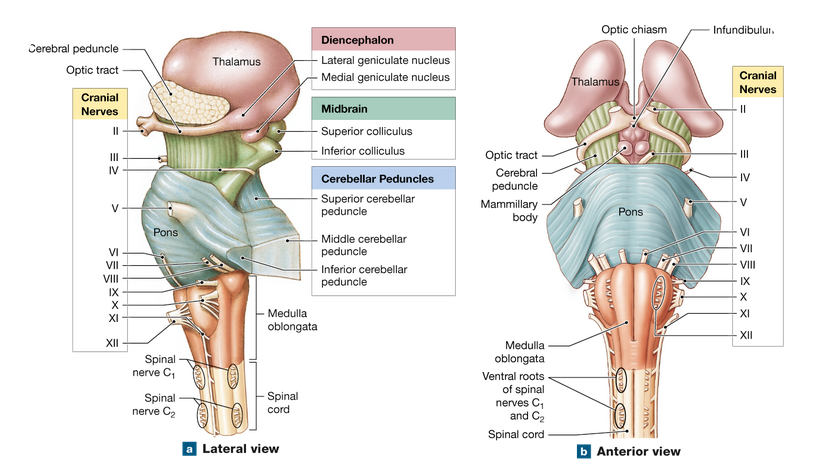 Cerebral peduncle
Optic tract
Cranial
Nerves
II
III
IV
V
VI
VII
VIII
IX
X
XI
XII
Thalamus
Pons
Spinal
nerve C1
Spinal
nerve C2
Diencephalon
Lateral geniculate nucleus
Medial geniculate nucleus
Midbrain
Superior colliculus
Inferior colliculus
Cerebellar Peduncles
Superior cerebellar
peduncle
Middle cerebellar
peduncle
Inferior cerebellar
peduncle
Medulla
oblongata
Spinal
cord
a Lateral view
Optic chiasm
Infundibulum
Thalamus
Cranial
Nerves
II
III
IV
V
VI
VII
VIII
IX
X
XI
XII
Optic tract
Cerebral
peduncle
Mammillary
body
Pons
Medulla
oblongata
Ventral roots
of spinal
nerves C1
and C2
Spinal cord
b Anterior view